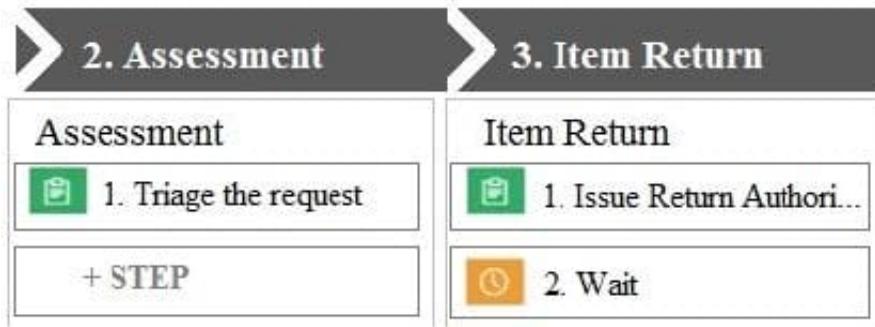 2. Assessment
3. Item Return
Assessment
1. Triage the request
+ STEP
Item Return
1. Issue Return Authori...
2. Wait